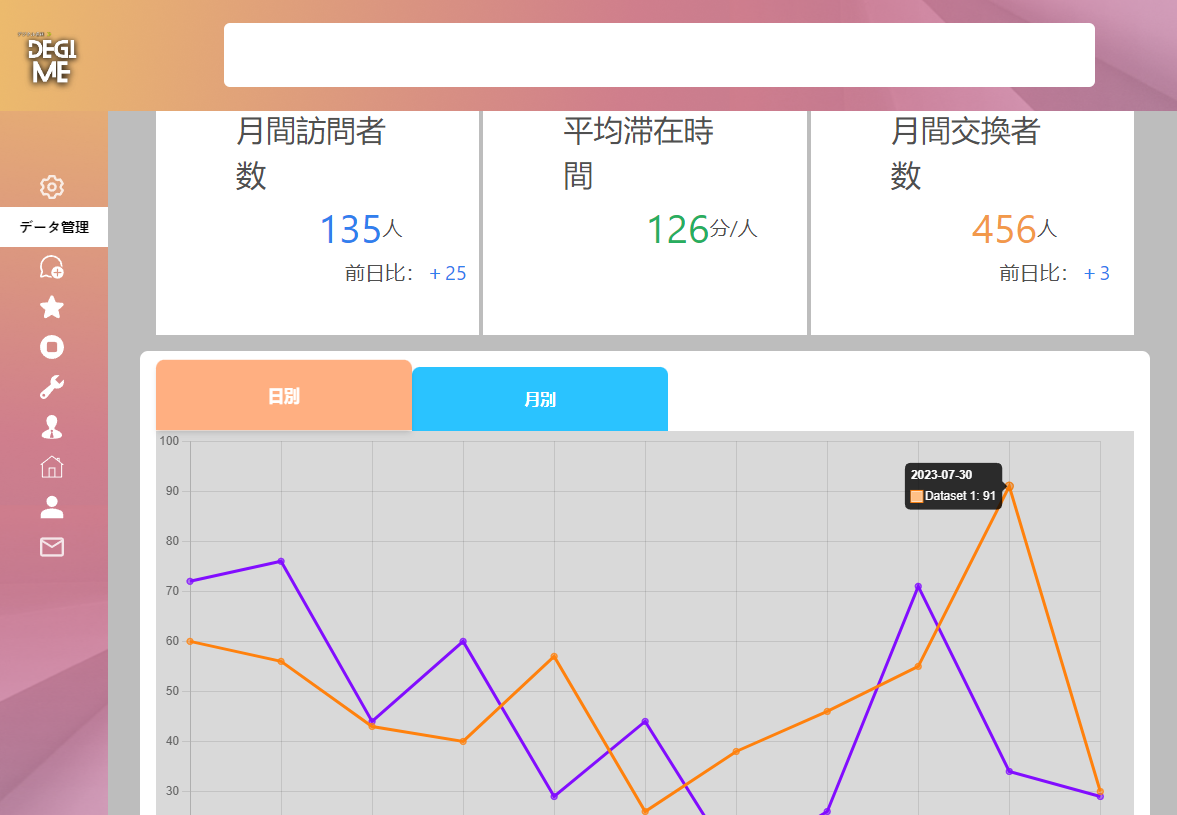 DEGI
ME
データ管理
月間訪問者
数
135人
前日比： + 25
平均滞在時
間
126分/人
月間交換者
数
456人
前日比： + 3
日別
月別
100
90
80
70
60
50
40
30
2023-07-30
Dataset 1: 91